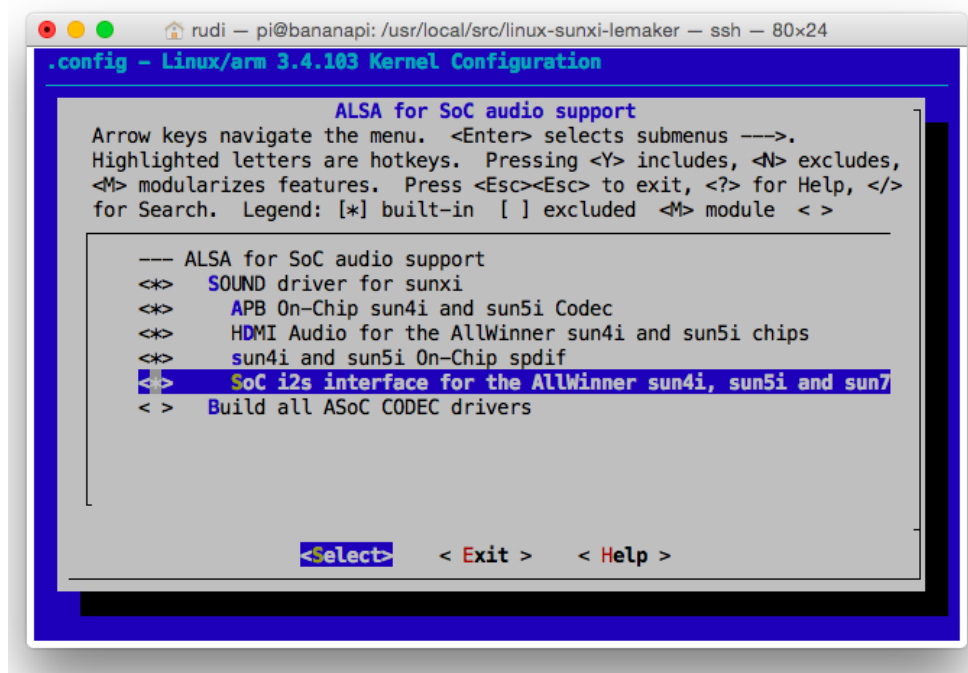 rudi — pi@bananapi: /usr/local/src/linux-sunxi-lemaker — ssh — 80×24
.config – Linux/arm 3.4.103 Kernel Configuration
ALSA for SoC audio support
Arrow keys navigate the menu.  <Enter> selects submenus --->.
Highlighted letters are hotkeys.  Pressing <Y> includes, <N> excludes,
<M> modularizes features.  Press <Esc><Esc> to exit, <?> for Help, </>
for Search.  Legend: [*] built-in  [ ] excluded  <M> module  < >
--- ALSA for SoC audio support
<*>   SOUND driver for sunxi
<*>     APB On-Chip sun4i and sun5i Codec
<*>     HDMI Audio for the AllWinner sun4i and sun5i chips
<*>     sun4i and sun5i On-Chip spdif
<*>     SoC i2s interface for the AllWinner sun4i, sun5i and sun7
< >   Build all ASoC CODEC drivers
<Select>    < Exit >    < Help >